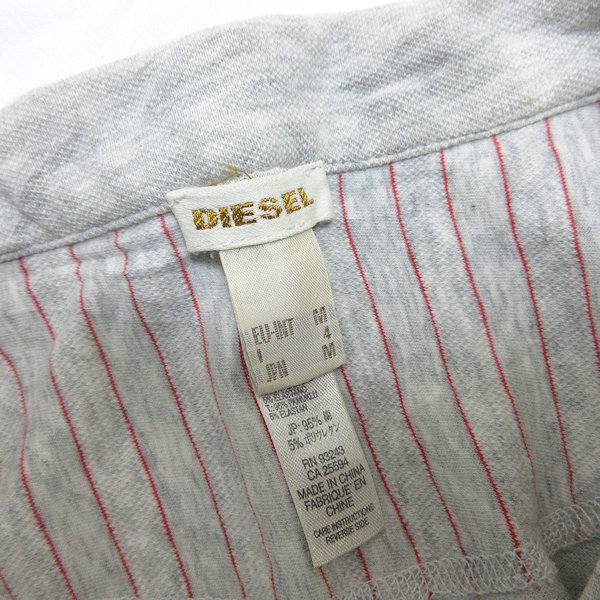 DIESEL
EU-INT M
I 4
JPN M
5% ELASTAN
JP: 95% 綿
5% ポリウレタン
RN 93243
CA 25594
MADE IN CHINA
FABRIQUÉ EN
CHINE
CARE INSTRUCTIONS
REVERSE SIDE